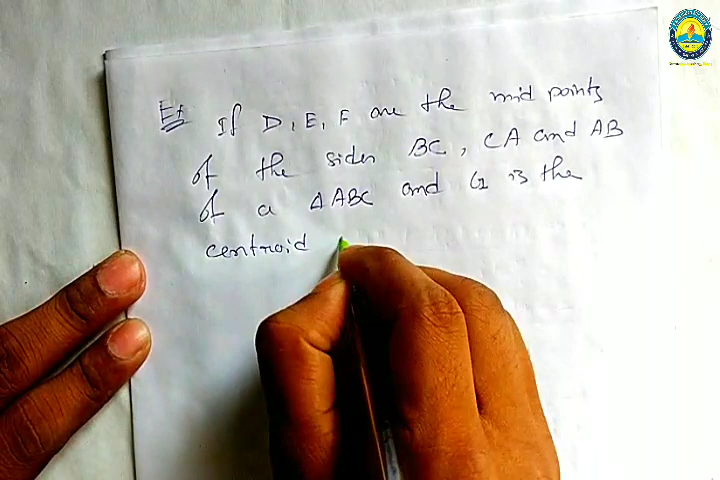 Ex If D, E, F are the mid points
of the sides BC, CA and AB
of a ΔABC and G is the
centroid